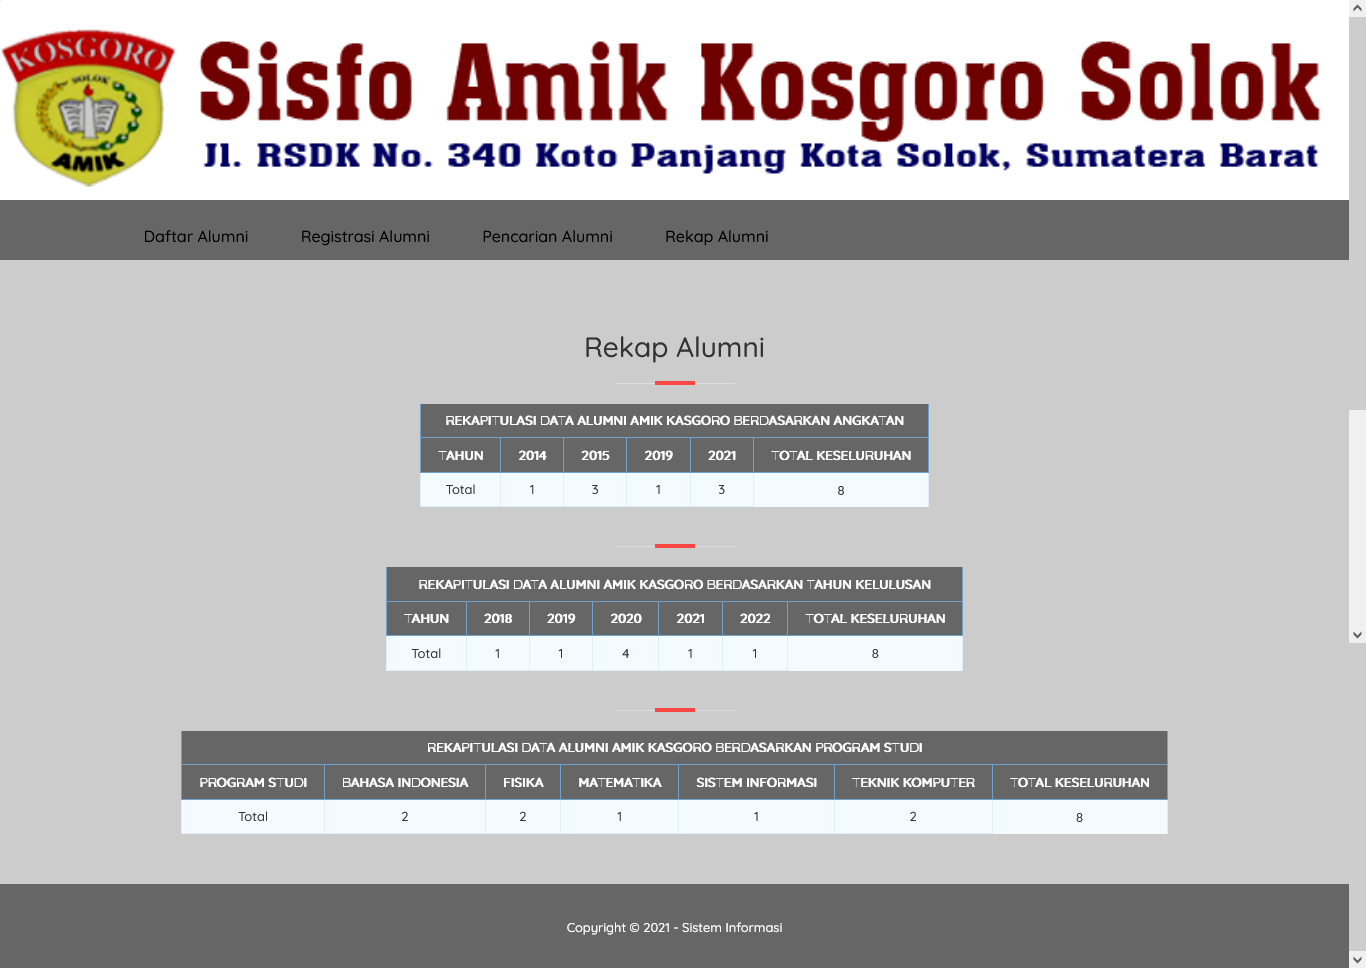 KOSGORO
SOLOK
AMIK
Sisfo Amik Kosgoro Solok
Jl. RSDK No. 340 Koto Panjang Kota Solok, Sumatera Barat
Daftar Alumni Registrasi Alumni Pencarian Alumni Rekap Alumni
Rekap Alumni
REKAPITULASI DATA ALUMNI AMIK KASGORO BERDASARKAN ANGKATAN
TAHUN 2014 2015 2019 2021 TOTAL KESELURUHAN
Total 1 3 1 3 8
REKAPITULASI DATA ALUMNI AMIK KASGORO BERDASARKAN TAHUN KELULUSAN
TAHUN 2018 2019 2020 2021 2022 TOTAL KESELURUHAN
Total 1 1 4 1 1 8
REKAPITULASI DATA ALUMNI AMIK KASGORO BERDASARKAN PROGRAM STUDI
PROGRAM STUDI BAHASA INDONESIA FISIKA MATEMATIKA SISTEM INFORMASI TEKNIK KOMPUTER TOTAL KESELURUHAN
Total 2 2 1 1 2 8
Copyright © 2021 - Sistem Informasi